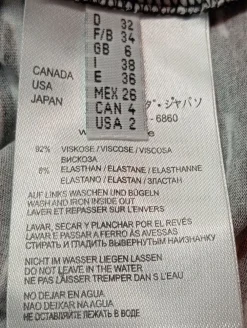 D 32
F/B 34
GB 6
I 38
E 36
MEX 26
CAN 4
USA 2
CANADA
USA
JAPAN
ジャパン
-6860
92% VISKOSE / VISCOSE / VISCOSA
ВИСКОЗА
8% ELASTHAN / ELASTANE / ELASTHANNE
ELASTANO / ELASTAN / ЭЛАСТАН
AUF LINKS WASCHEN UND BÜGELN
WASH AND IRON INSIDE OUT
LAVER ET REPASSER SUR L'ENVERS
LAVAR, SECAR Y PLANCHAR POR EL REVÉS
LAVAR E PASSAR A FERRO ÀS AVESSAS
СТИРАТЬ И ГЛАДИТЬ ВЫВЕРНУТЫМ НАИЗНАНКУ
NICHT IM WASSER LIEGEN LASSEN
DO NOT LEAVE IN THE WATER
NE PAS LAISSER TREMPER DANS L'EAU
NO DEJAR EN AGUA
NÃO DEIXAR NA ÁGUA
НЕ ОСТАВЛЯТЬ ЛЕЖАТЬ В ВОДЕ